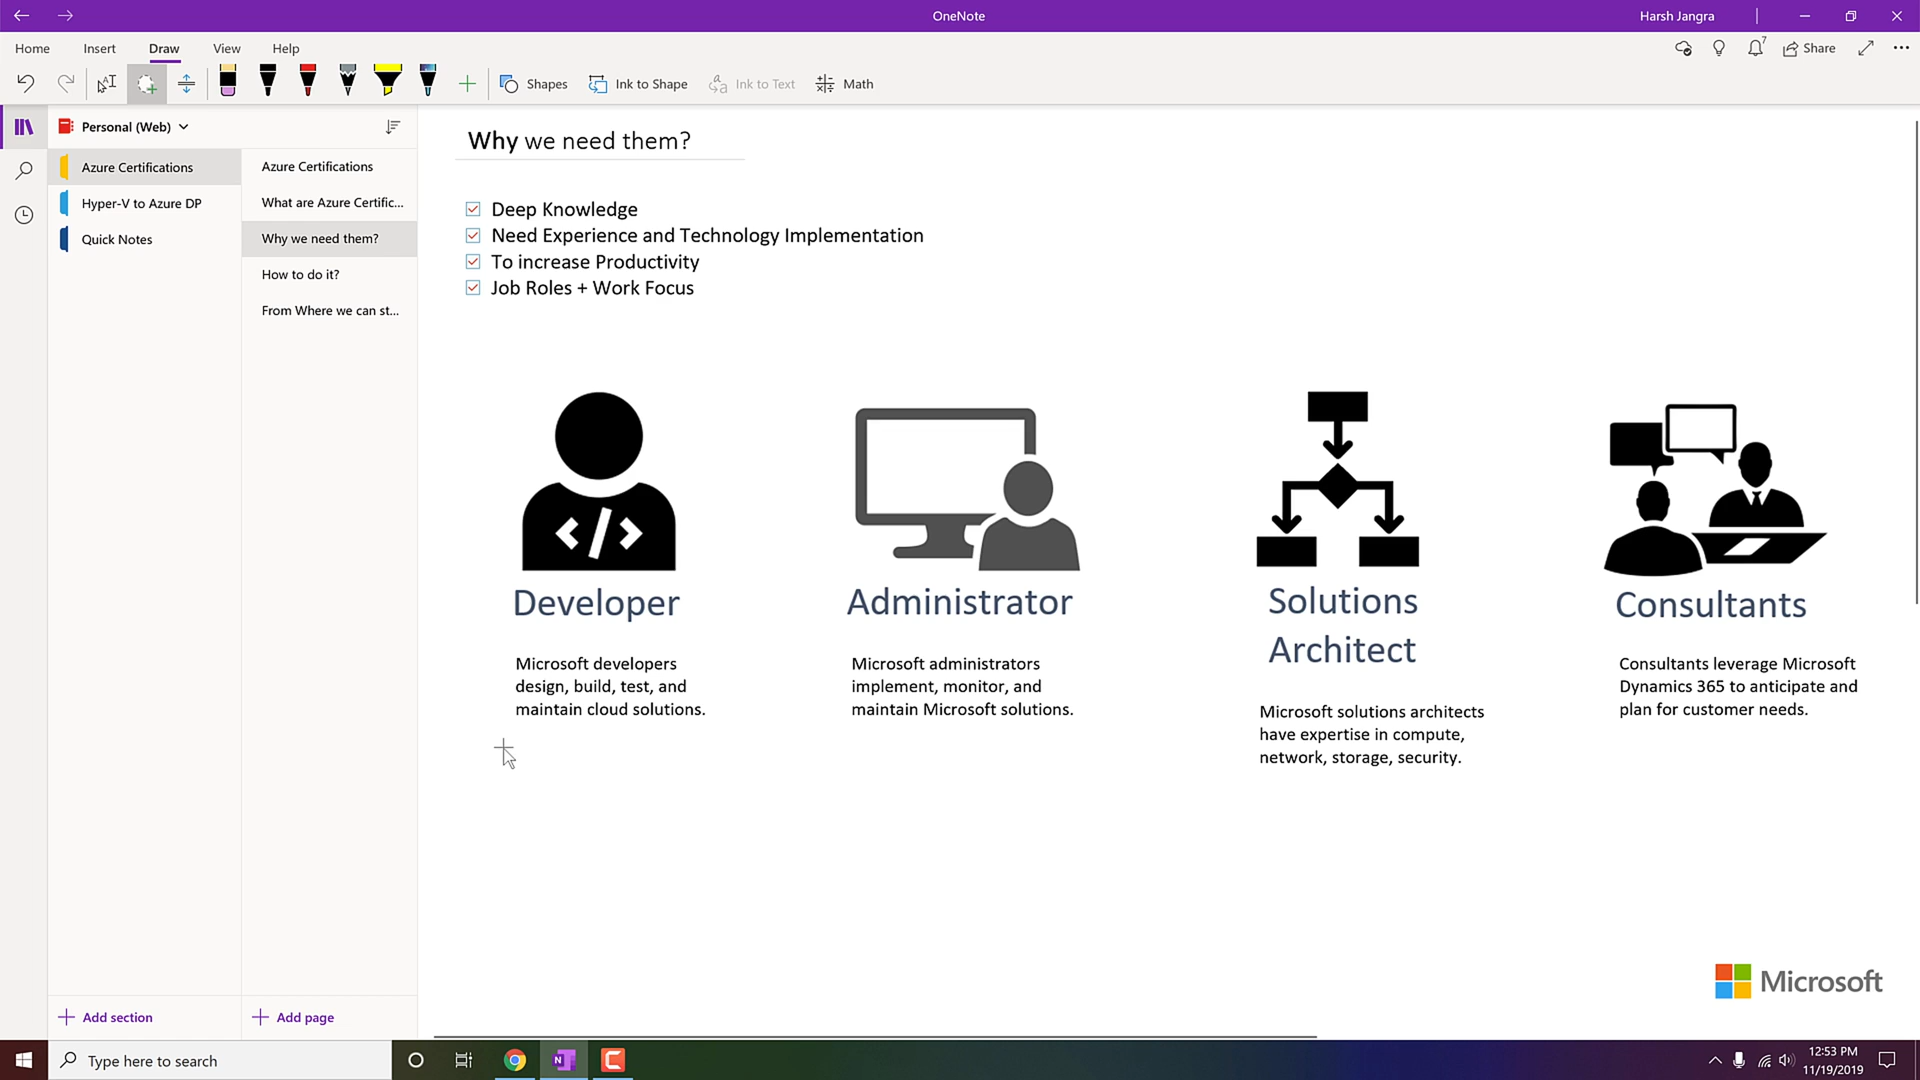 OneNote
Harsh Jangra
Home
Insert
Draw
View
Help
7
Share
Shapes
Ink to Shape
Ink to Text
Math
Personal (Web)
Azure Certifications
Hyper-V to Azure DP
Quick Notes
Azure Certifications
What are Azure Certific...
Why we need them?
How to do it?
From Where we can st...
Why we need them?
Deep Knowledge
Need Experience and Technology Implementation
To increase Productivity
Job Roles + Work Focus
Developer
Microsoft developers
design, build, test, and
maintain cloud solutions.
Administrator
Microsoft administrators
implement, monitor, and
maintain Microsoft solutions.
Solutions
Architect
Microsoft solutions architects
have expertise in compute,
network, storage, security.
Consultants
Consultants leverage Microsoft
Dynamics 365 to anticipate and
plan for customer needs.
Microsoft
Add section
Add page
Type here to search
12:53 PM
11/19/2019